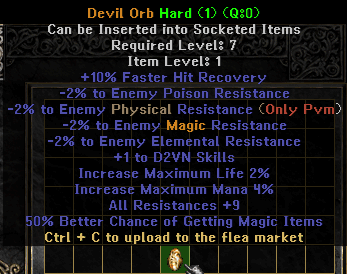 Devil Orb Hard (1) (Q:0)
Can be Inserted into Socketed Items
Required Level: 7
Item Level: 1
+10% Faster Hit Recovery
-2% to Enemy Poison Resistance
-2% to Enemy Physical Resistance (Only Pvm)
-2% to Enemy Magic Resistance
-2% to Enemy Elemental Resistance
+1 to D2VN Skills
Increase Maximum Life 2%
Increase Maximum Mana 4%
All Resistances +9
50% Better Chance of Getting Magic Items
Ctrl + C to upload to the flea market